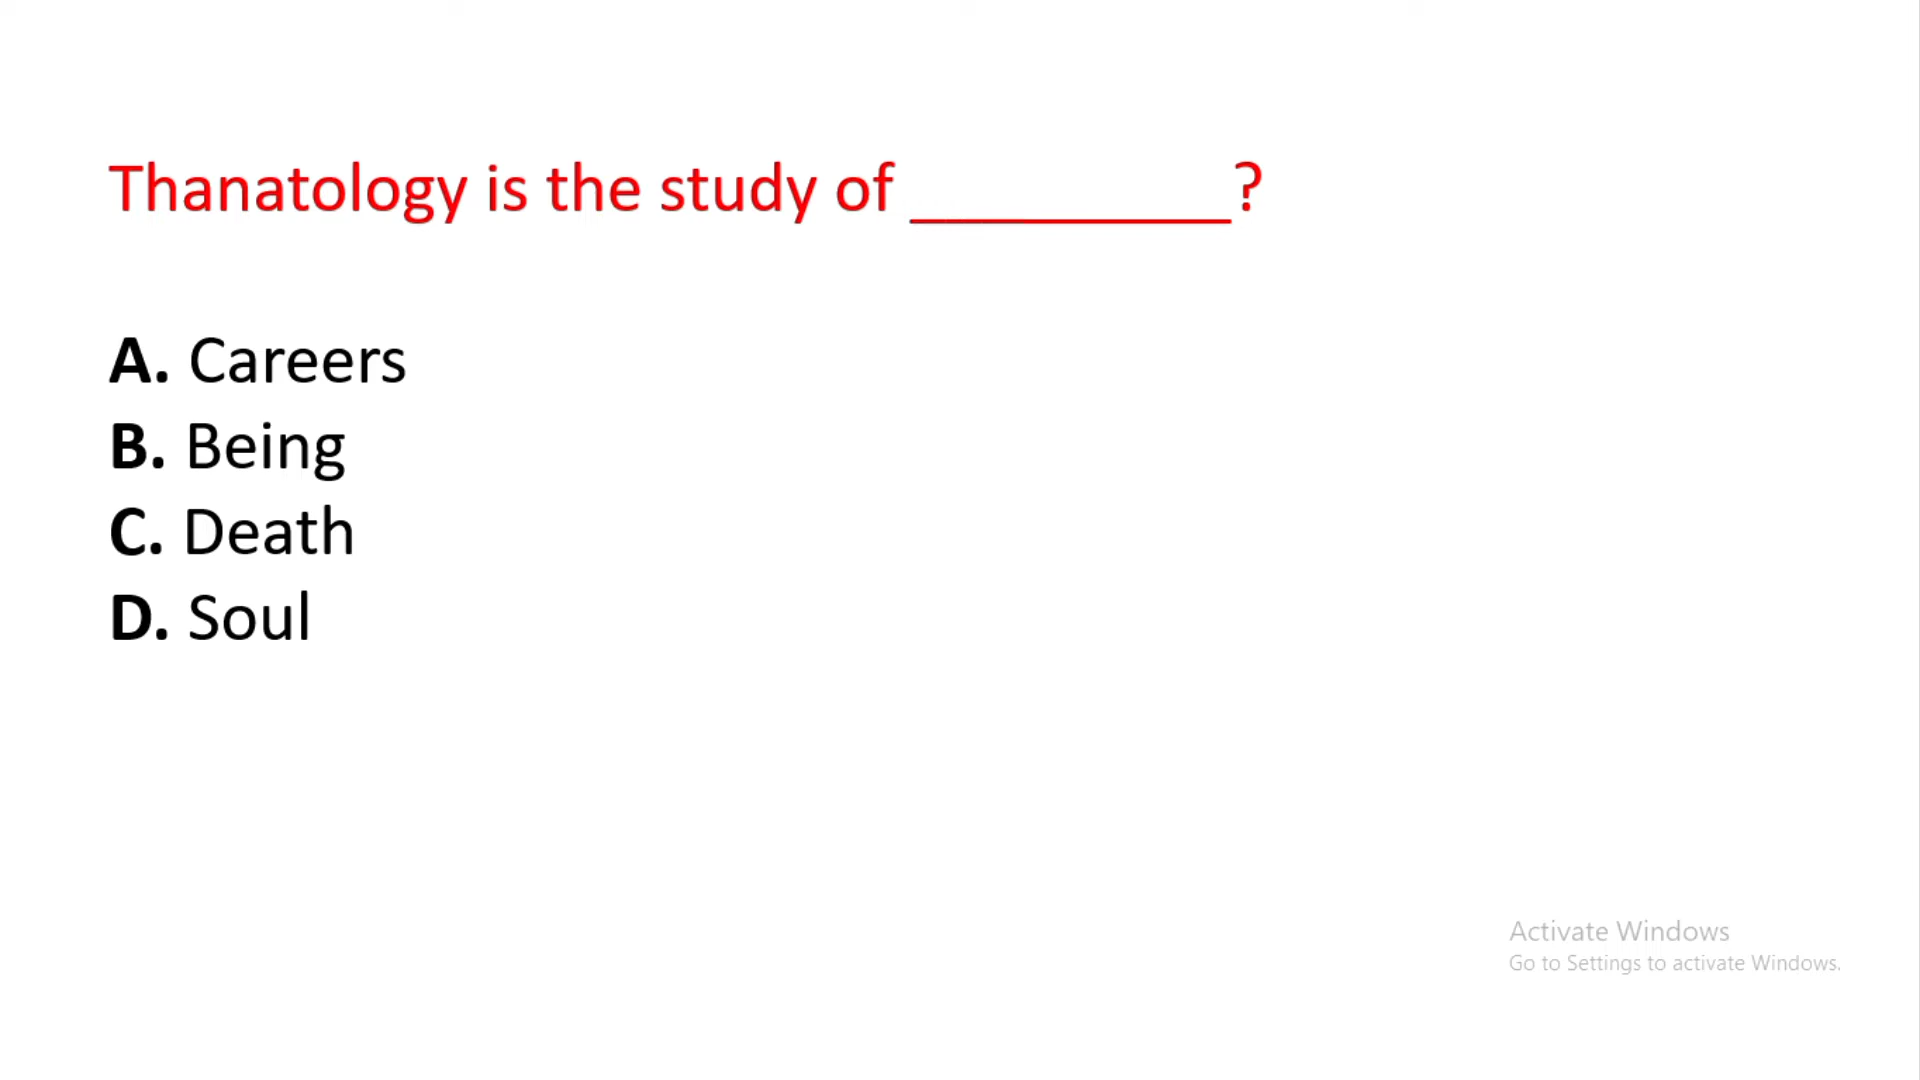 Thanatology is the study of __________?
A. Careers
B. Being
C. Death
D. Soul
Activate Windows
Go to Settings to activate Windows.